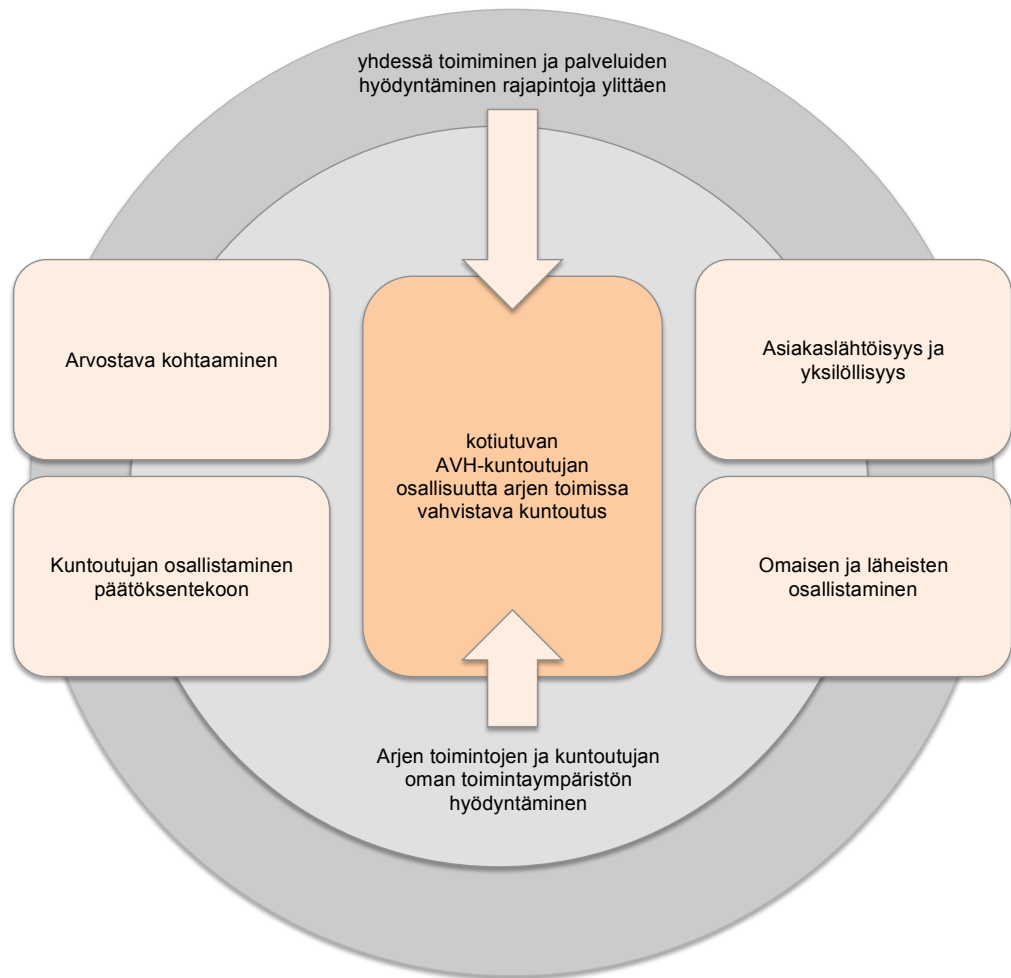 yhdessä toimiminen ja palveluiden
hyödyntäminen rajapintoja ylittäen
Arvostava kohtaaminen
Asiakaslähtöisyys ja
yksilöllisyys
kotiutuvan
AVH-kuntoutujan
osallisuutta arjen toimissa
vahvistava kuntoutus
Kuntoutujan osallistaminen
päätöksentekoon
Omaisen ja läheisten
osallistaminen
Arjen toimintojen ja kuntoutujan
oman toimintaympäristön
hyödyntäminen